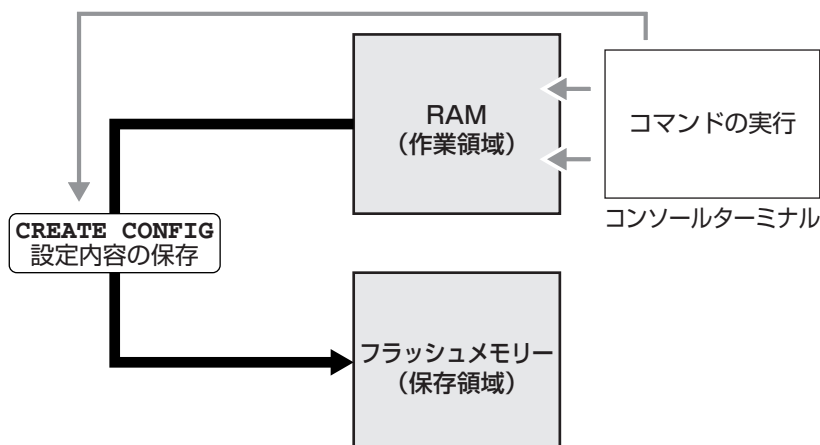 RAM
(作業領域)
コマンドの実行
コンソールターミナル
CREATE CONFIG
設定内容の保存
フラッシュメモリー
(保存領域)